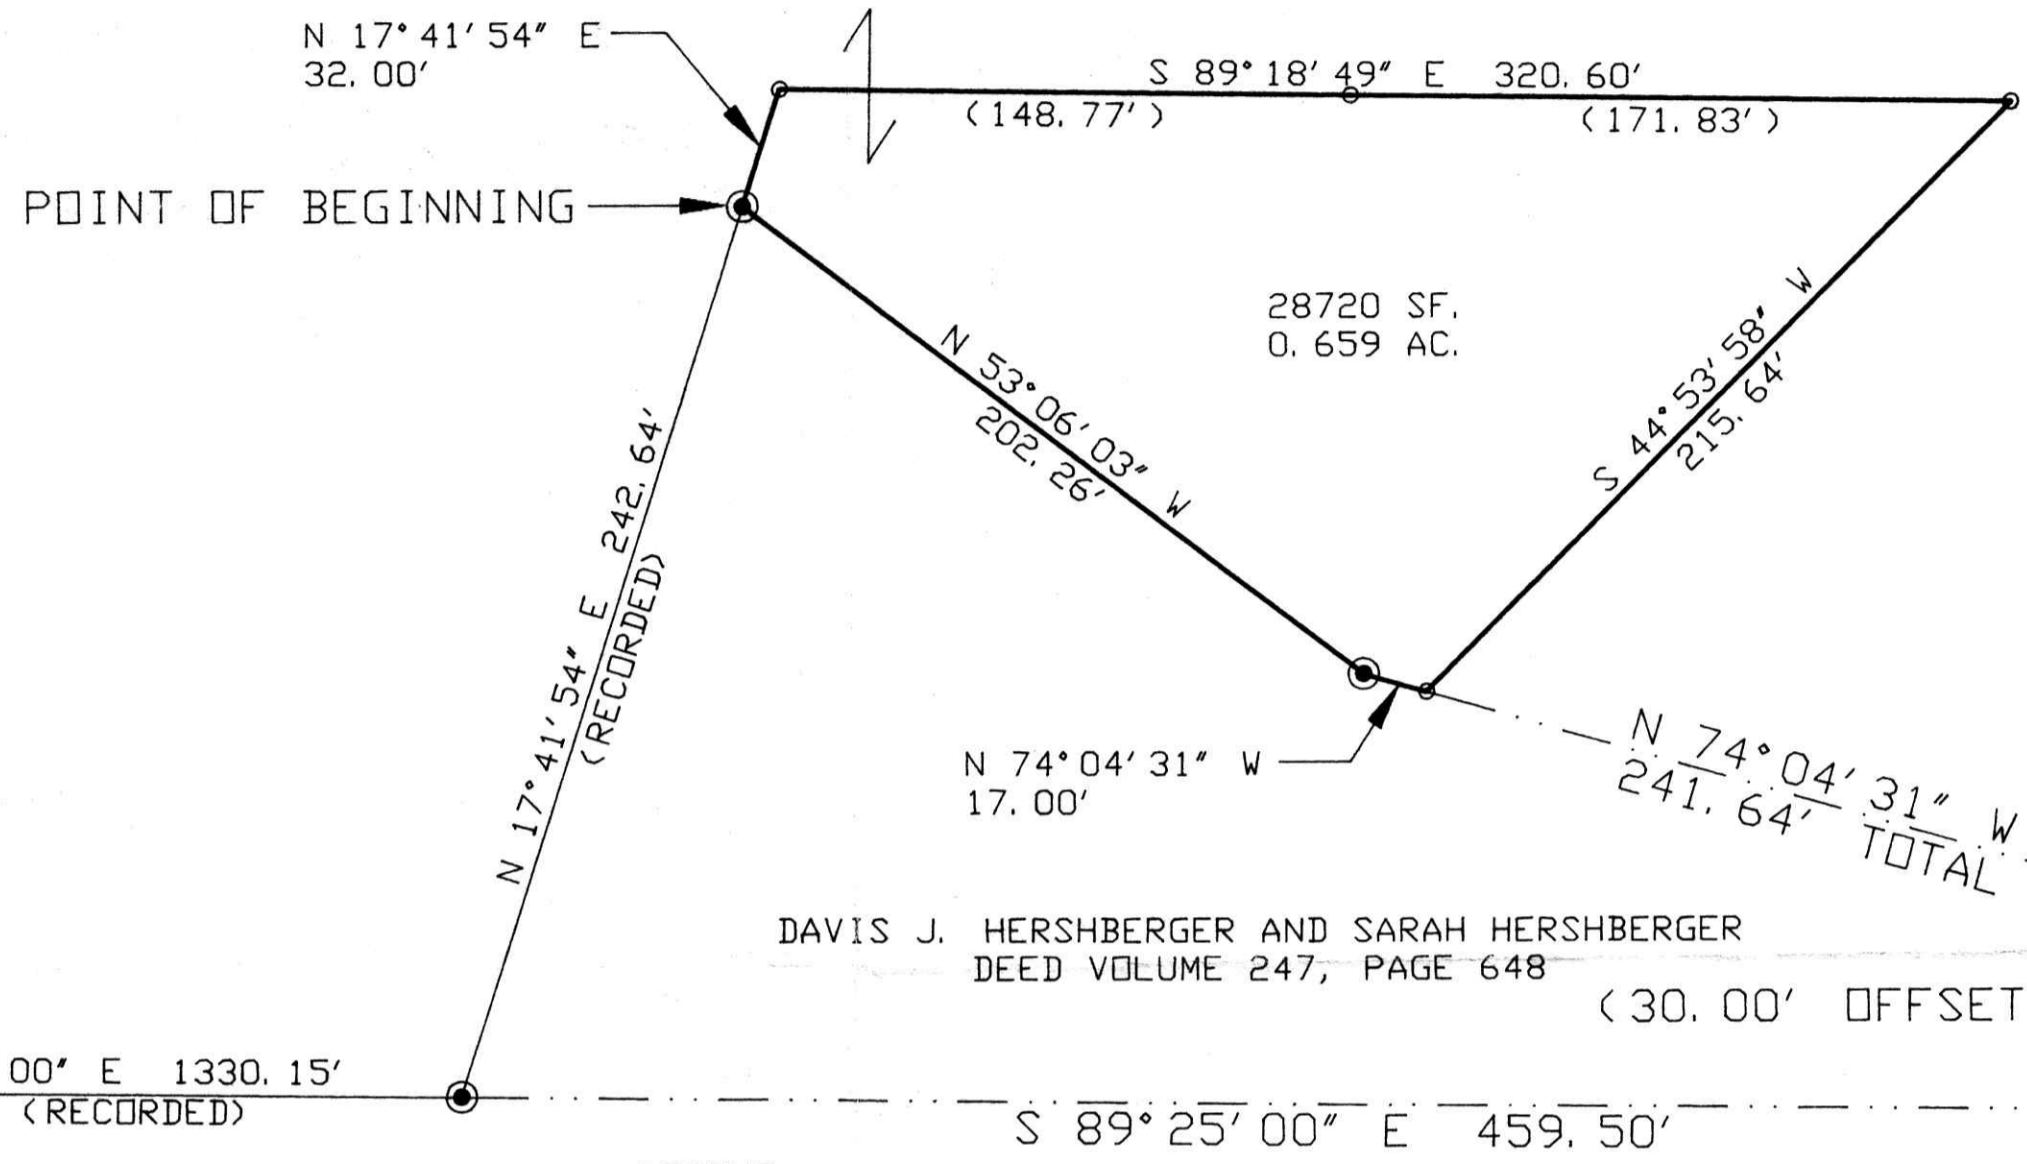 N 17° 41' 54" E
32.00'
S 89° 18' 49" E 320.60'
(148.77')
(171.83')
POINT OF BEGINNING
28720 SF.
0.659 AC.
N 53° 06' 03" W
202.26'
S 44° 53' 58" W
215.64'
N 17° 41' 54" E 242.64'
(RECORDED)
N 74° 04' 31" W
17.00'
N 74° 04' 31" W
241.64' TOTAL
DAVIS J. HERSHBERGER AND SARAH HERSHBERGER
DEED VOLUME 247, PAGE 648
(30.00' OFFSET
00" E 1330.15'
(RECORDED)
S 89° 25' 00" E 459.50'